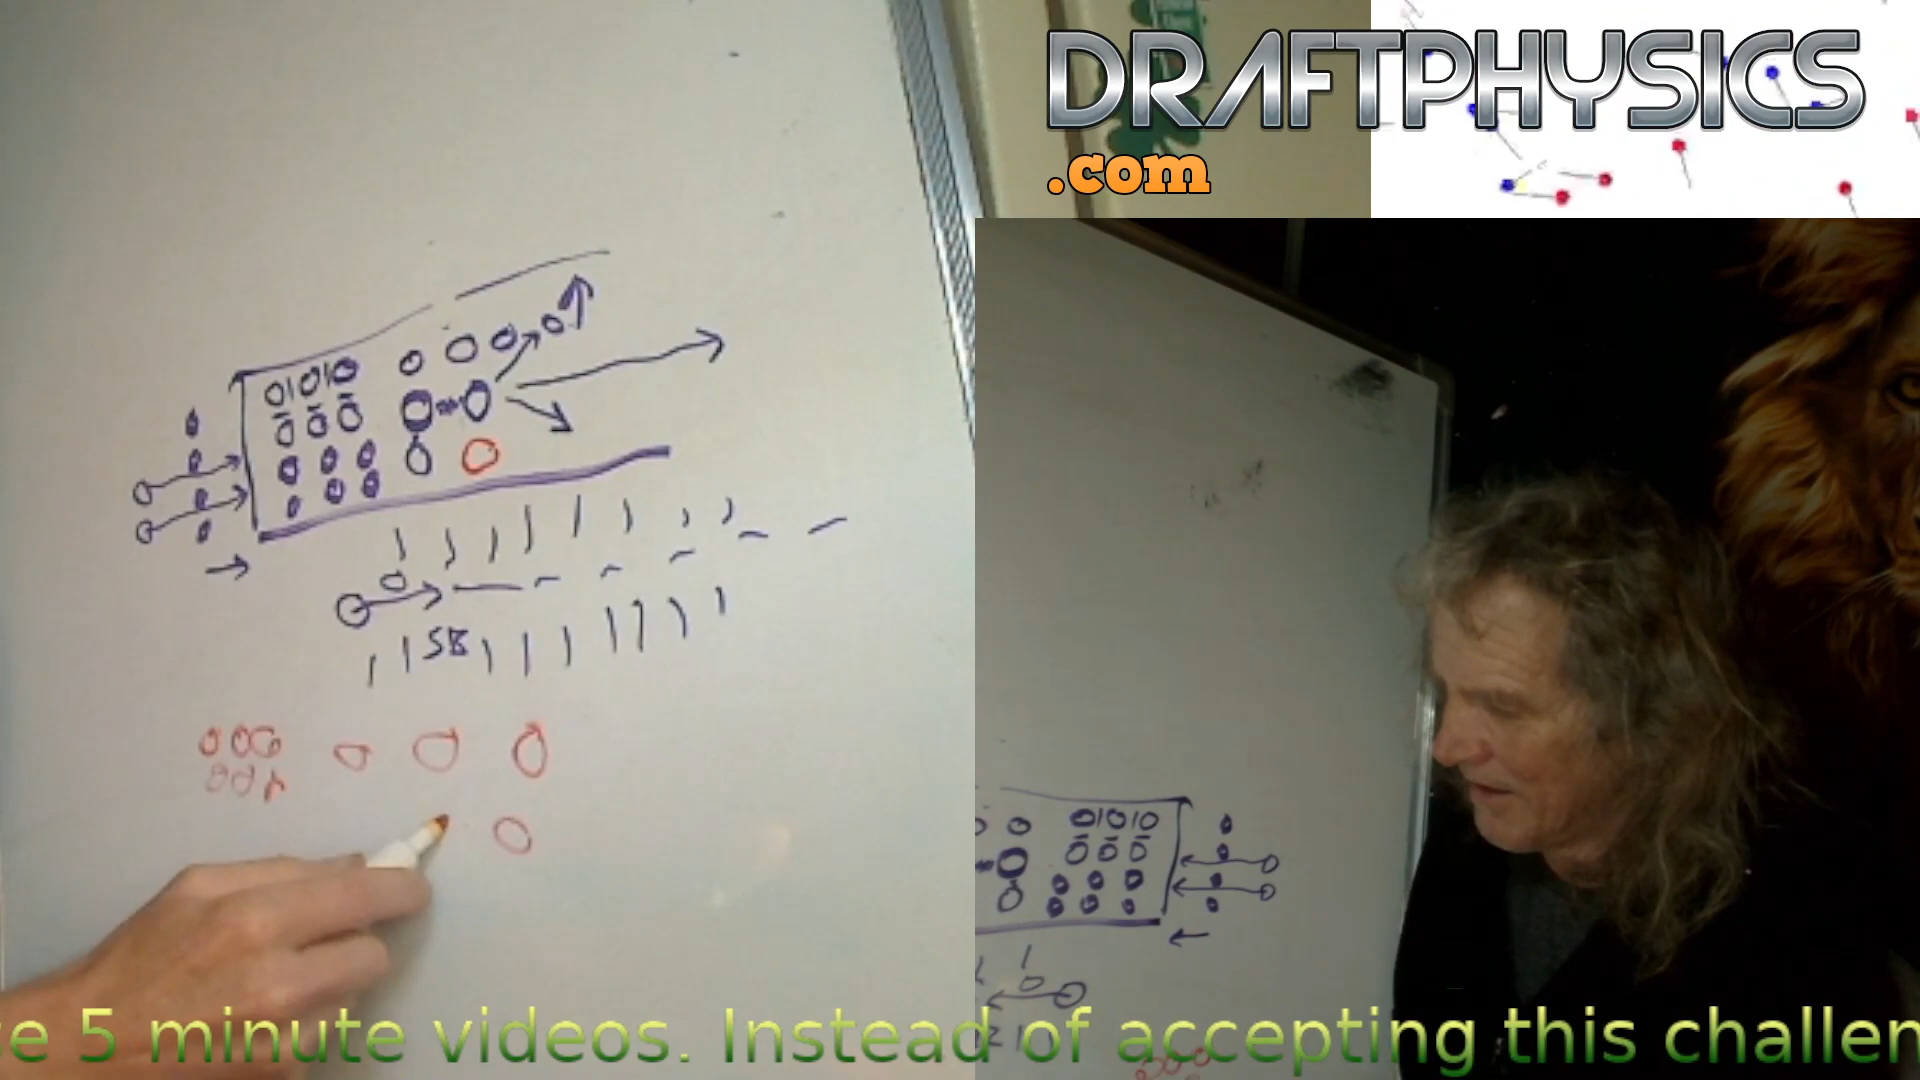 DRAFTPHYSICS
.com
e 5 minute videos. Instead of accepting this challen